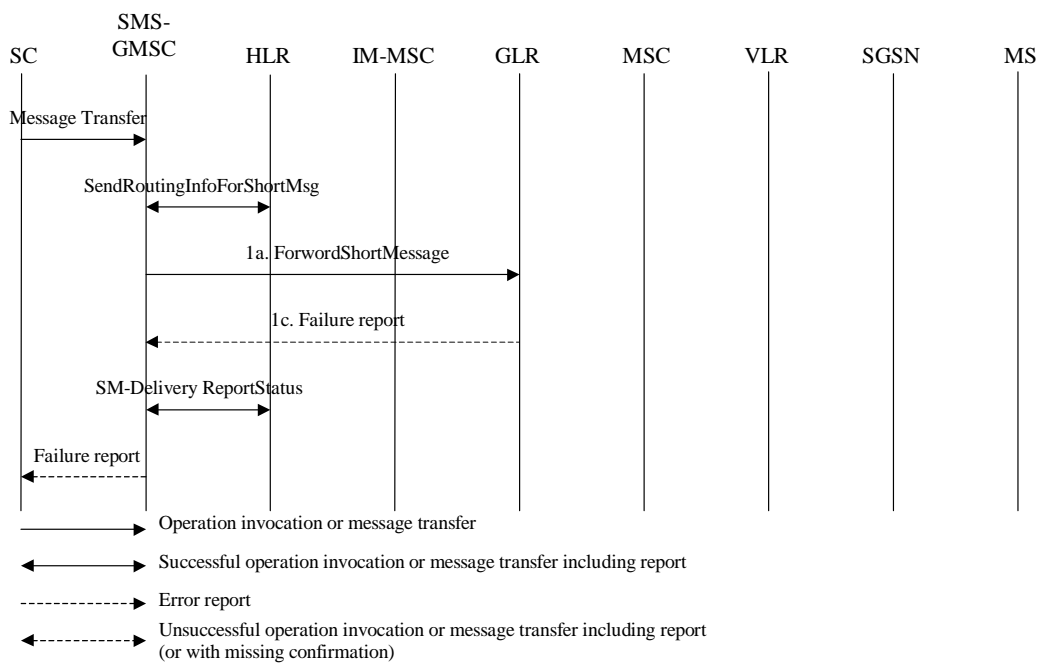 SMS-
GMSC
SC
HLR
IM-MSC
GLR
MSC
VLR
SGSN
MS
Message Transfer
SendRoutingInfoForShortMsg
1a. ForwordShortMessage
1c. Failure report
SM-Delivery ReportStatus
Failure report
Operation invocation or message transfer
Successful operation invocation or message transfer including report
Error report
Unsuccessful operation invocation or message transfer including report
(or with missing confirmation)